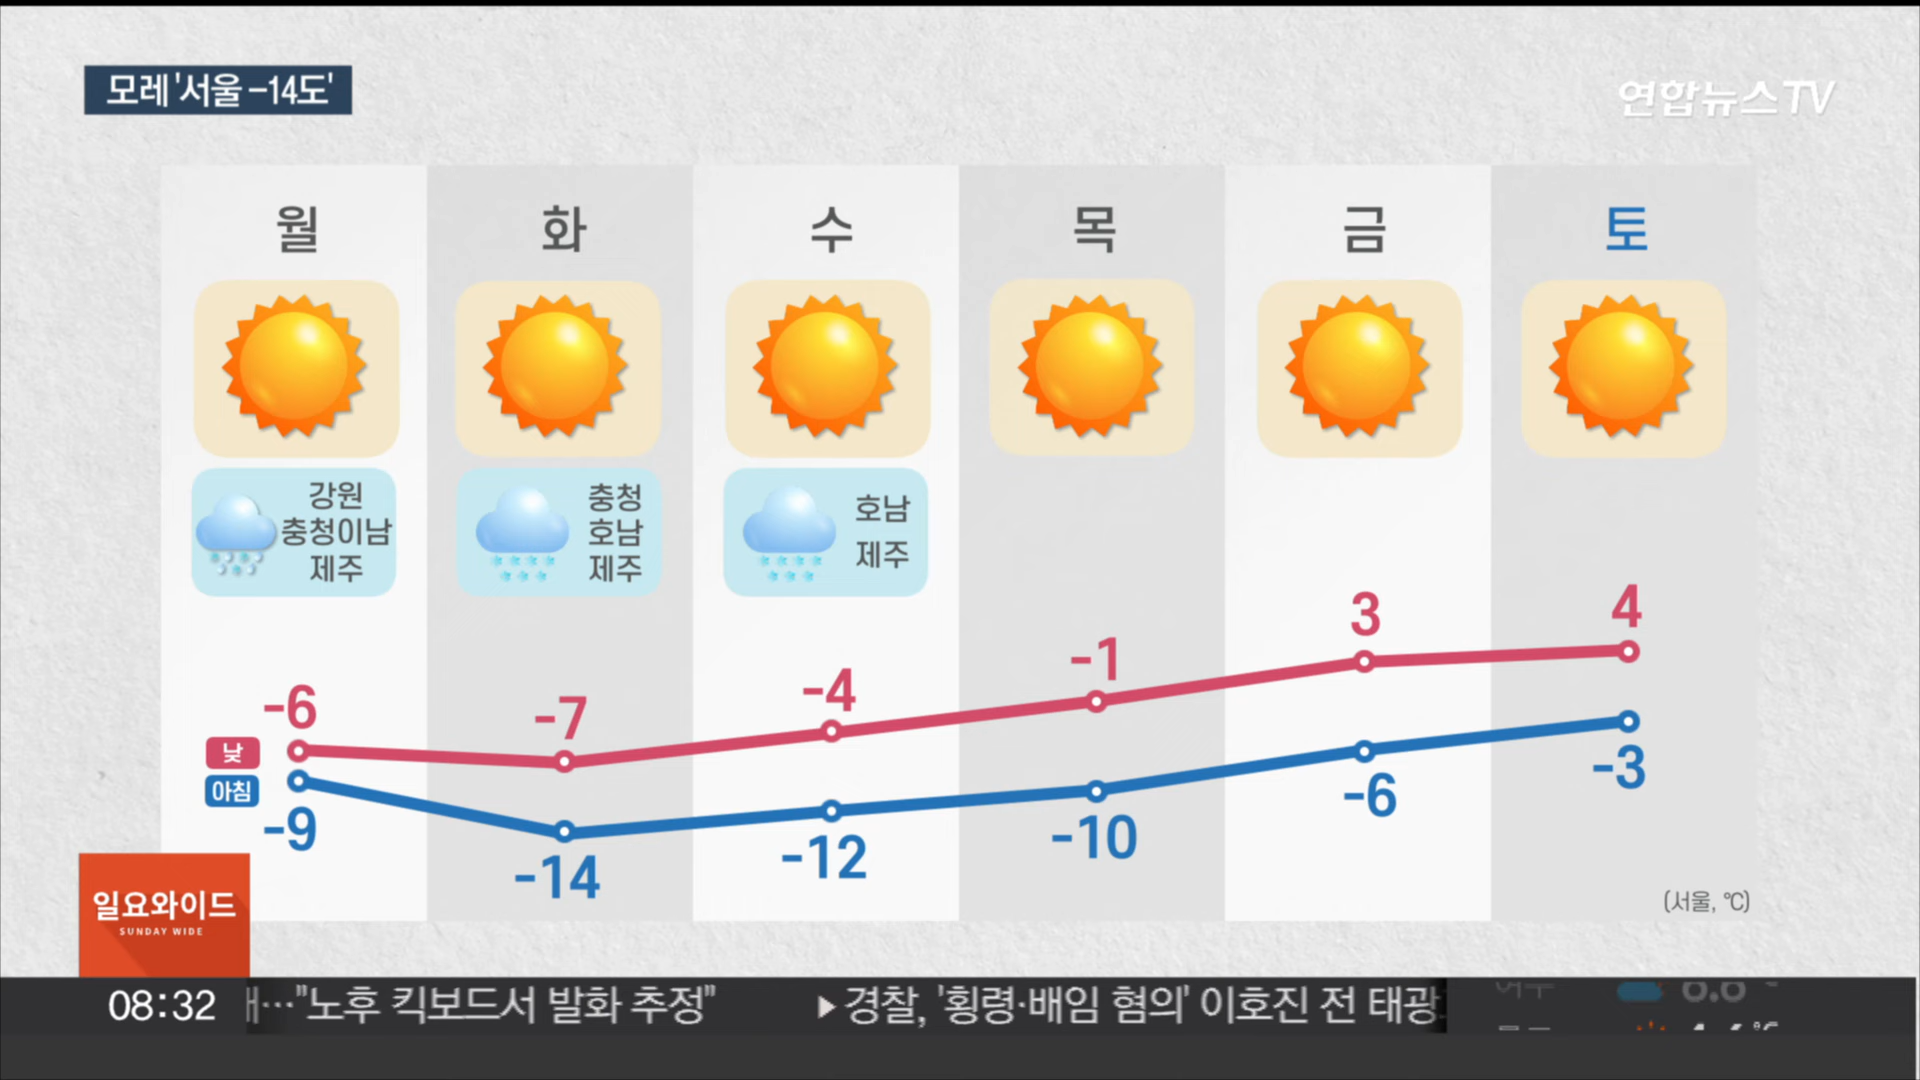 모레 '서울 -14도'
연합뉴스TV
월
화
수
목
금
토
강원
충청이남
제주
충청
호남
제주
호남
제주
-6
-7
-4
-1
3
4
낮
아침
-9
-14
-12
-10
-6
-3
(서울, ℃)
일요와이드
SUNDAY WIDE
08:32
…"노후 킥보드서 발화 추정"
▶경찰, '횡령·배임 혐의' 이호진 전 태광